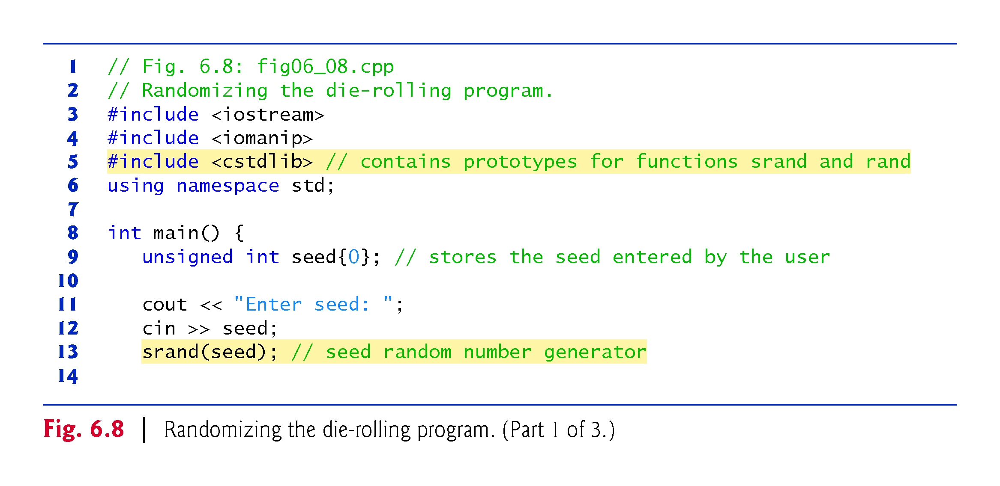 1 // Fig. 6.8: fig06_08.cpp
2 // Randomizing the die-rolling program.
3 #include <iostream>
4 #include <iomanip>
5 #include <cstdlib> // contains prototypes for functions srand and rand
6 using namespace std;
7
8 int main() {
9    unsigned int seed{0}; // stores the seed entered by the user
10
11    cout << "Enter seed: ";
12    cin >> seed;
13    srand(seed); // seed random number generator
14
Fig. 6.8 | Randomizing the die-rolling program. (Part 1 of 3.)